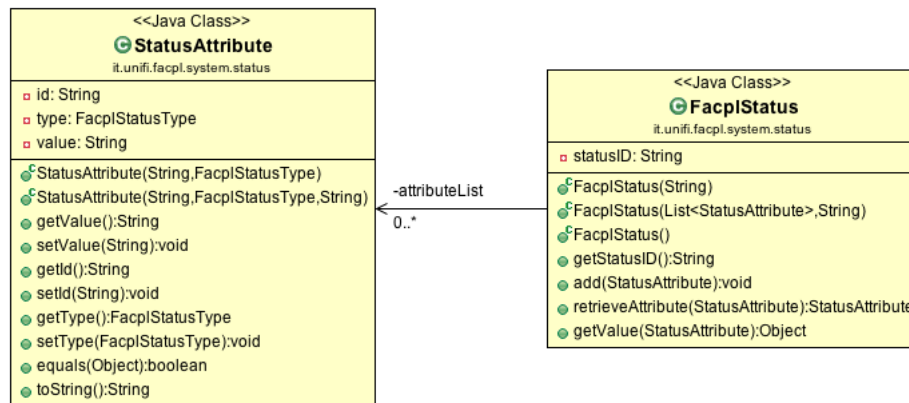 <<Java Class>>
StatusAttribute
it.unifi.facpl.system.status
id: String
type: FacplStatusType
value: String
StatusAttribute(String,FacplStatusType)
StatusAttribute(String,FacplStatusType,String)
getValue():String
setValue(String):void
getId():String
setId(String):void
getType():FacplStatusType
setType(FacplStatusType):void
equals(Object):boolean
toString():String
-attributeList
0..*
<<Java Class>>
FacplStatus
it.unifi.facpl.system.status
statusID: String
FacplStatus(String)
FacplStatus(List<StatusAttribute>,String)
FacplStatus()
getStatusID():String
add(StatusAttribute):void
retrieveAttribute(StatusAttribute):StatusAttribute
getValue(StatusAttribute):Object